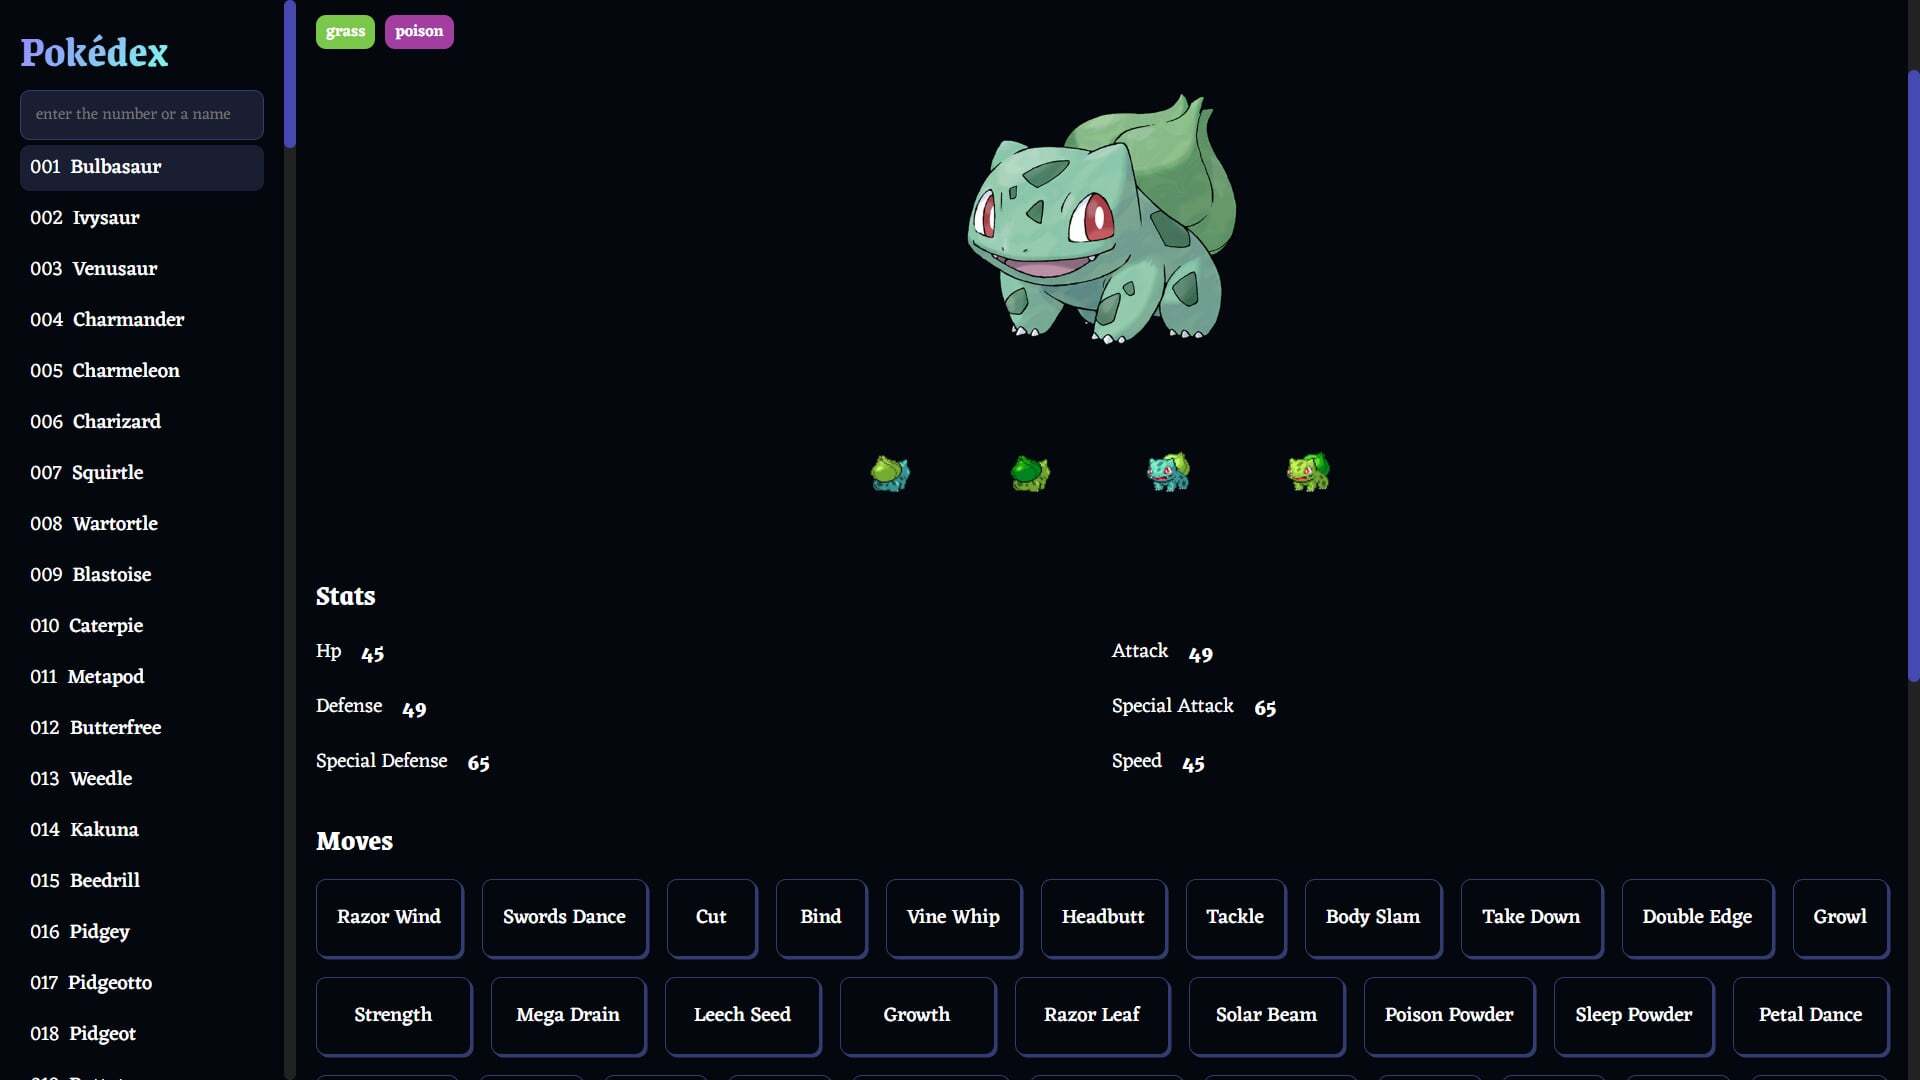 Pokédex
enter the number or a name
001 Bulbasaur
002 Ivysaur
003 Venusaur
004 Charmander
005 Charmeleon
006 Charizard
007 Squirtle
008 Wartortle
009 Blastoise
010 Caterpie
011 Metapod
012 Butterfree
013 Weedle
014 Kakuna
015 Beedrill
016 Pidgey
017 Pidgeotto
018 Pidgeot
grass poison
Stats
Hp 45 Attack 49
Defense 49 Special Attack 65
Special Defense 65 Speed 45
Moves
Razor Wind Swords Dance Cut Bind Vine Whip Headbutt Tackle Body Slam Take Down Double Edge Growl
Strength Mega Drain Leech Seed Growth Razor Leaf Solar Beam Poison Powder Sleep Powder Petal Dance